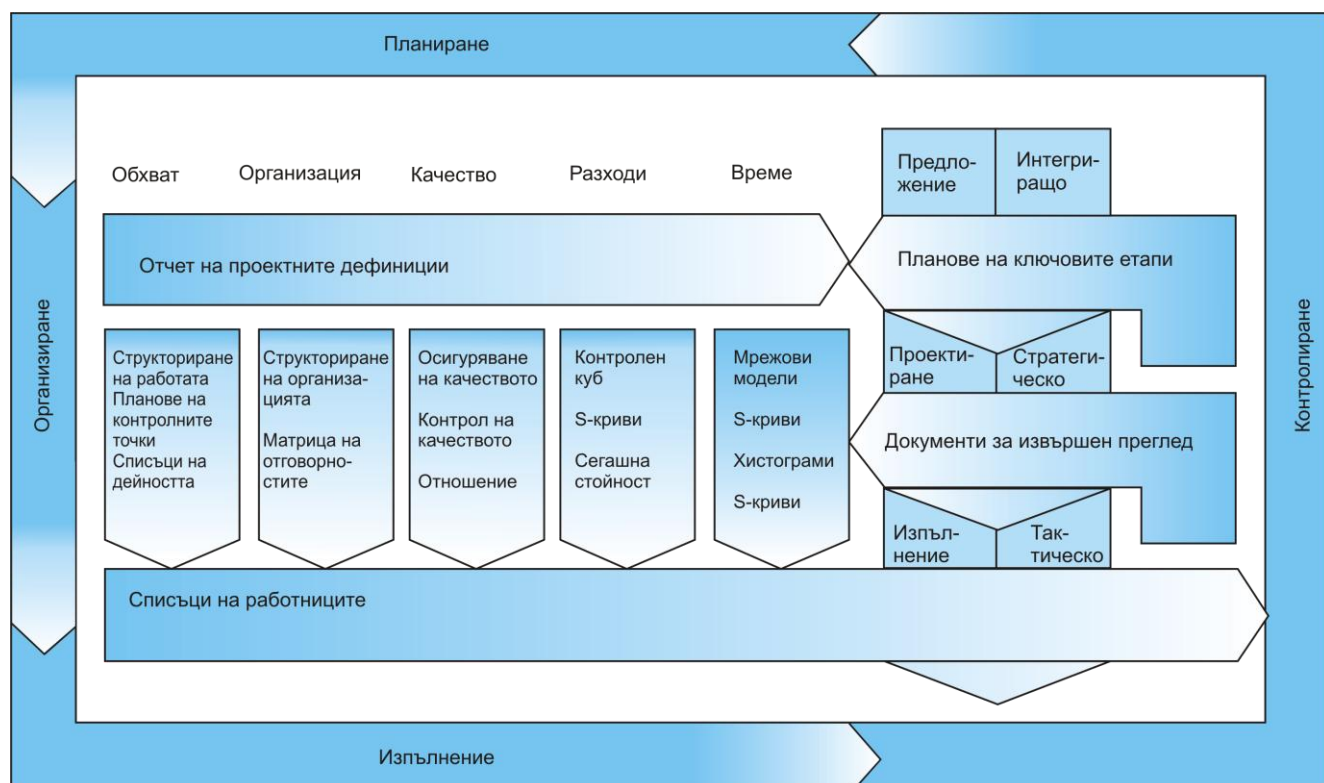 Планиране
Обхват
Организация
Качество
Разходи
Време
Предло-
жение
Интегри-
ращо
Отчет на проектните дефиниции
Планове на ключовите етапи
Организиране
Контролиране
Структориране
на работата
Планове на
контролните
точки
Списъци на
дейността
Структориране
на организа-
цията
Матрица на
отговорно-
стите
Осигуряване
на качеството
Контрол на
качеството
Отношение
Контролен
куб
S-криви
Сегашна
стойност
Мрежови
модели
S-криви
Хистограми
S-криви
Проекти-
ране
Стратеги-
ческо
Документи за извършен преглед
Изпъл-
нение
Так-
тическо
Списъци на работниците
Изпълнение